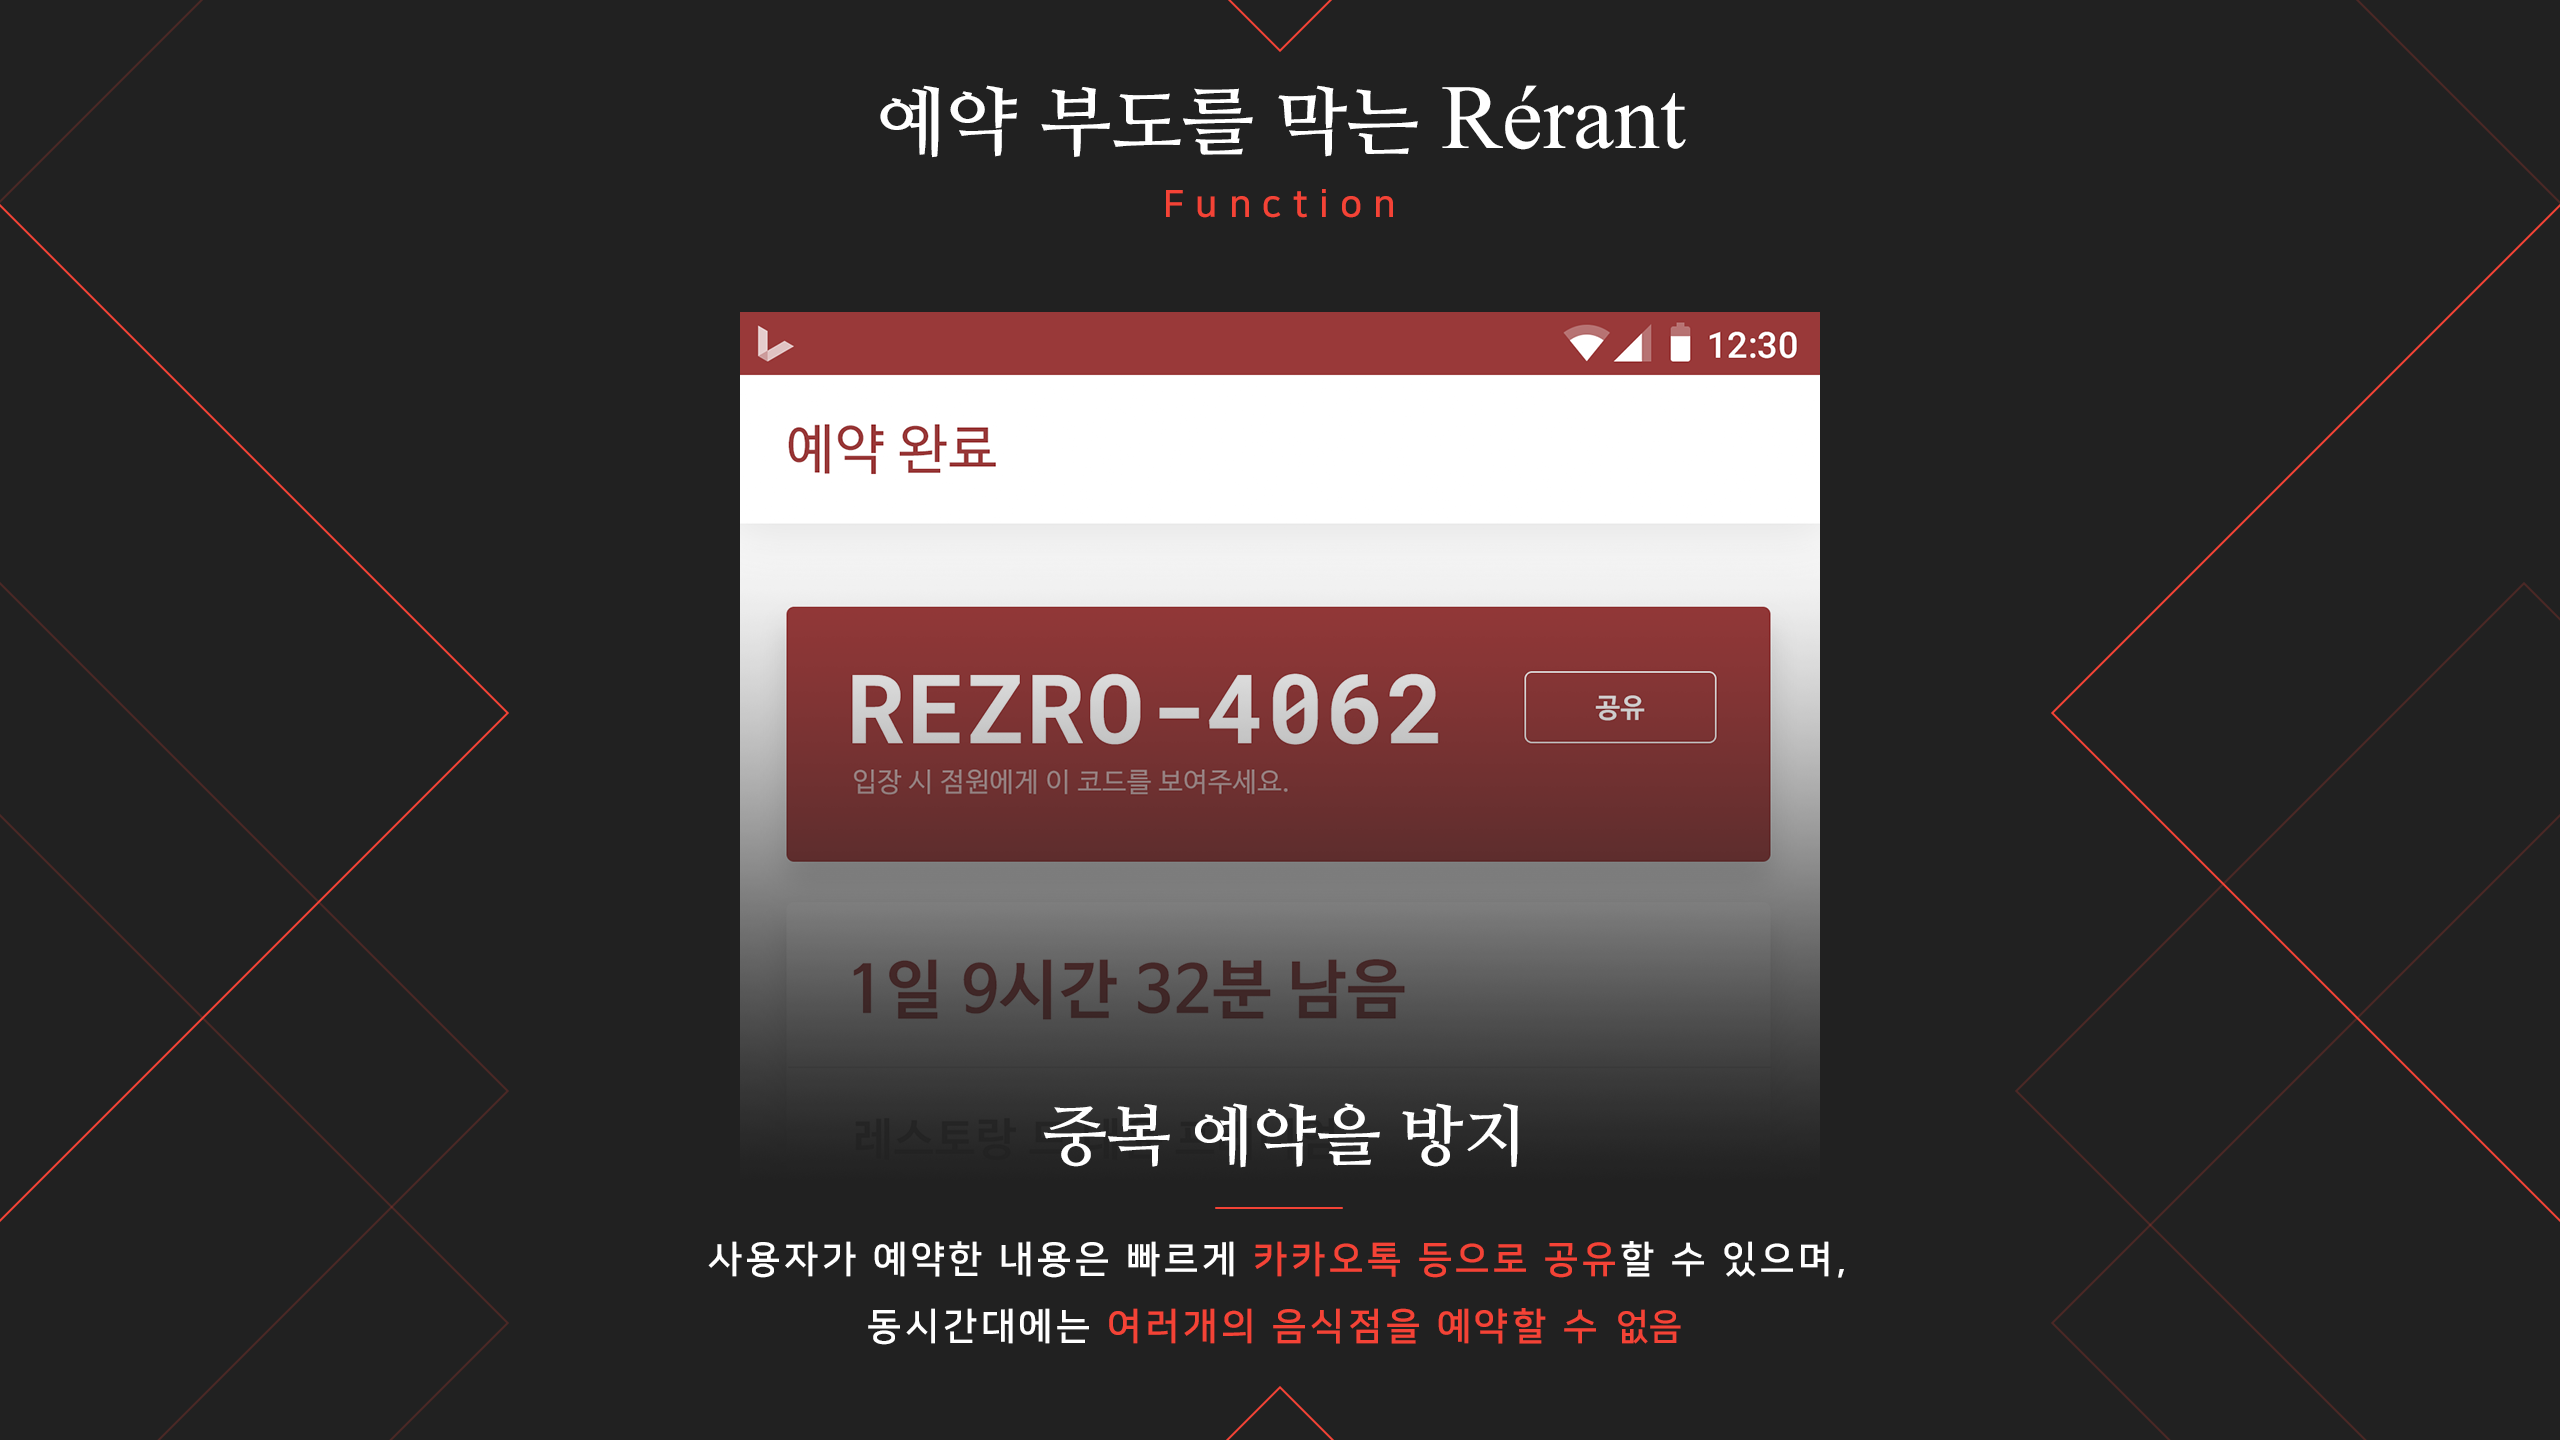 예약 부도를 막는 Rérant
Function
12:30
예약 완료
REZRO-4062
공유
입장 시 점원에게 이 코드를 보여주세요.
1일 9시간 32분 남음
레스토랑
중복 예약을 방지
사용자가 예약한 내용은 빠르게 카카오톡 등으로 공유할 수 있으며,
동시간대에는 여러개의 음식점을 예약할 수 없음